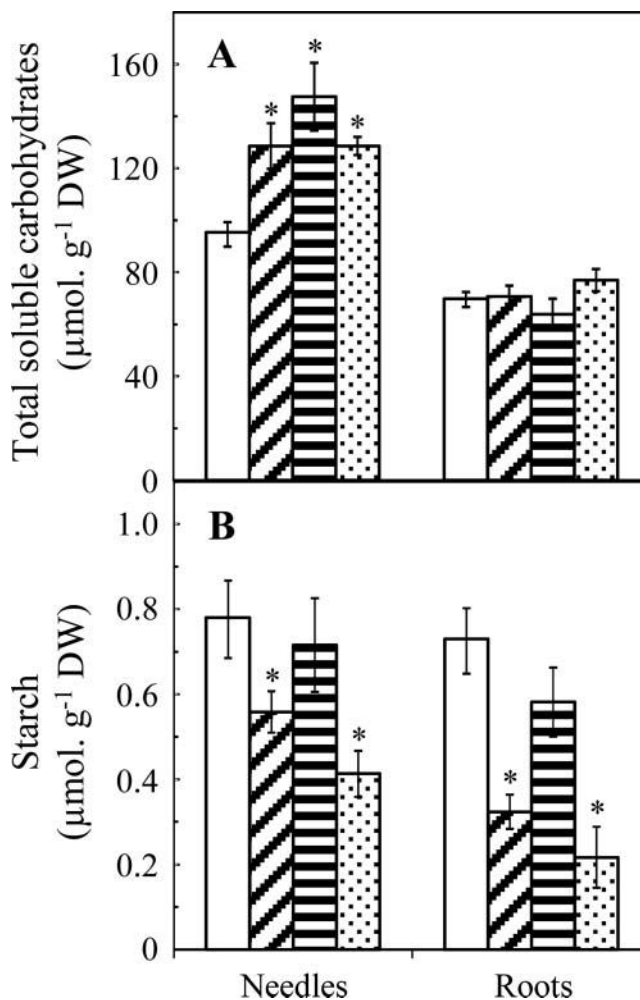 Total soluble carbohydrates
(μmol. g⁻¹ DW)
A
160
120
80
40
0
* * *
Starch
(μmol. g⁻¹ DW)
B
1.0
0.8
0.6
0.4
0.2
0
* * * *
Needles Roots